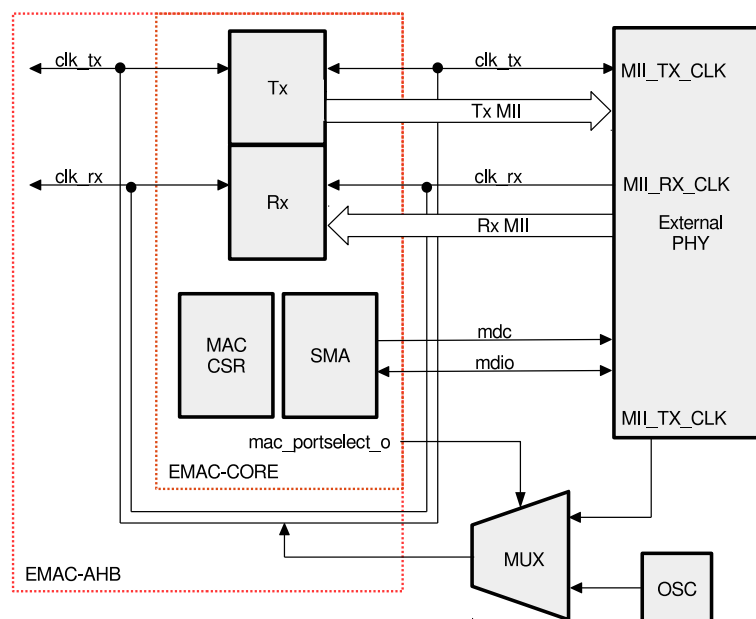 clk_tx
clk_tx
Tx
MII_TX_CLK
Tx MII
clk_rx
clk_rx
MII_RX_CLK
Rx
Rx MII
External
PHY
MAC
CSR
SMA
mdc
mdio
MII_TX_CLK
mac_portselect_o
EMAC-CORE
MUX
EMAC-AHB
OSC